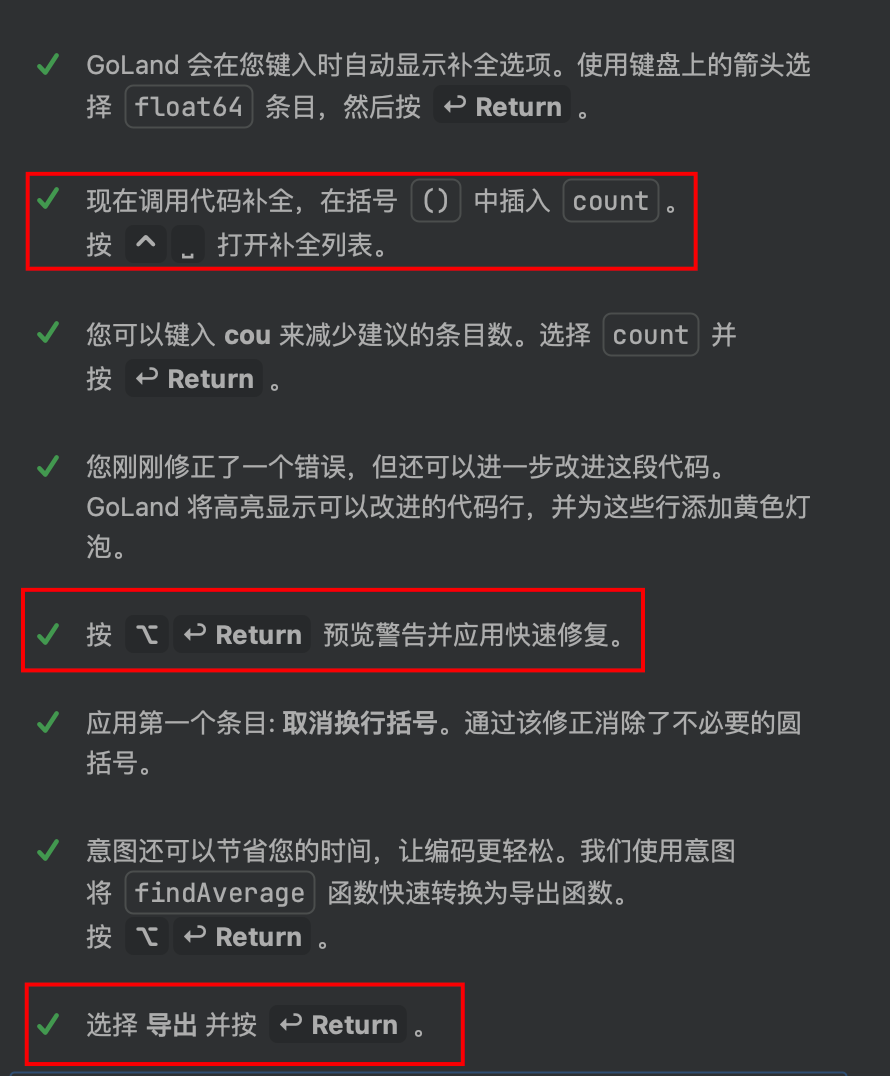 GoLand 会在您键入时自动显示补全选项。使用键盘上的箭头选
择 float64 条目，然后按 ↩ Return 。
现在调用代码补全，在括号 () 中插入 count 。
按 ^ ␣ 打开补全列表。
您可以键入 cou 来减少建议的条目数。选择 count 并
按 ↩ Return 。
您刚刚修正了一个错误，但还可以进一步改进这段代码。
GoLand 将高亮显示可以改进的代码行，并为这些行添加黄色灯
泡。
按 ⌥ ↩ Return 预览警告并应用快速修复。
应用第一个条目: 取消换行括号。通过该修正消除了不必要的圆
括号。
意图还可以节省您的时间，让编码更轻松。我们使用意图
将 findAverage 函数快速转换为导出函数。
按 ⌥ ↩ Return 。
选择 导出 并按 ↩ Return 。